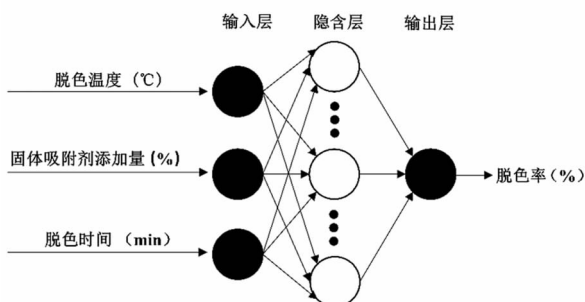 输入层 隐含层 输出层
脱色温度（℃）
固体吸附剂添加量(%)
脱色率（%）
脱色时间 （min）